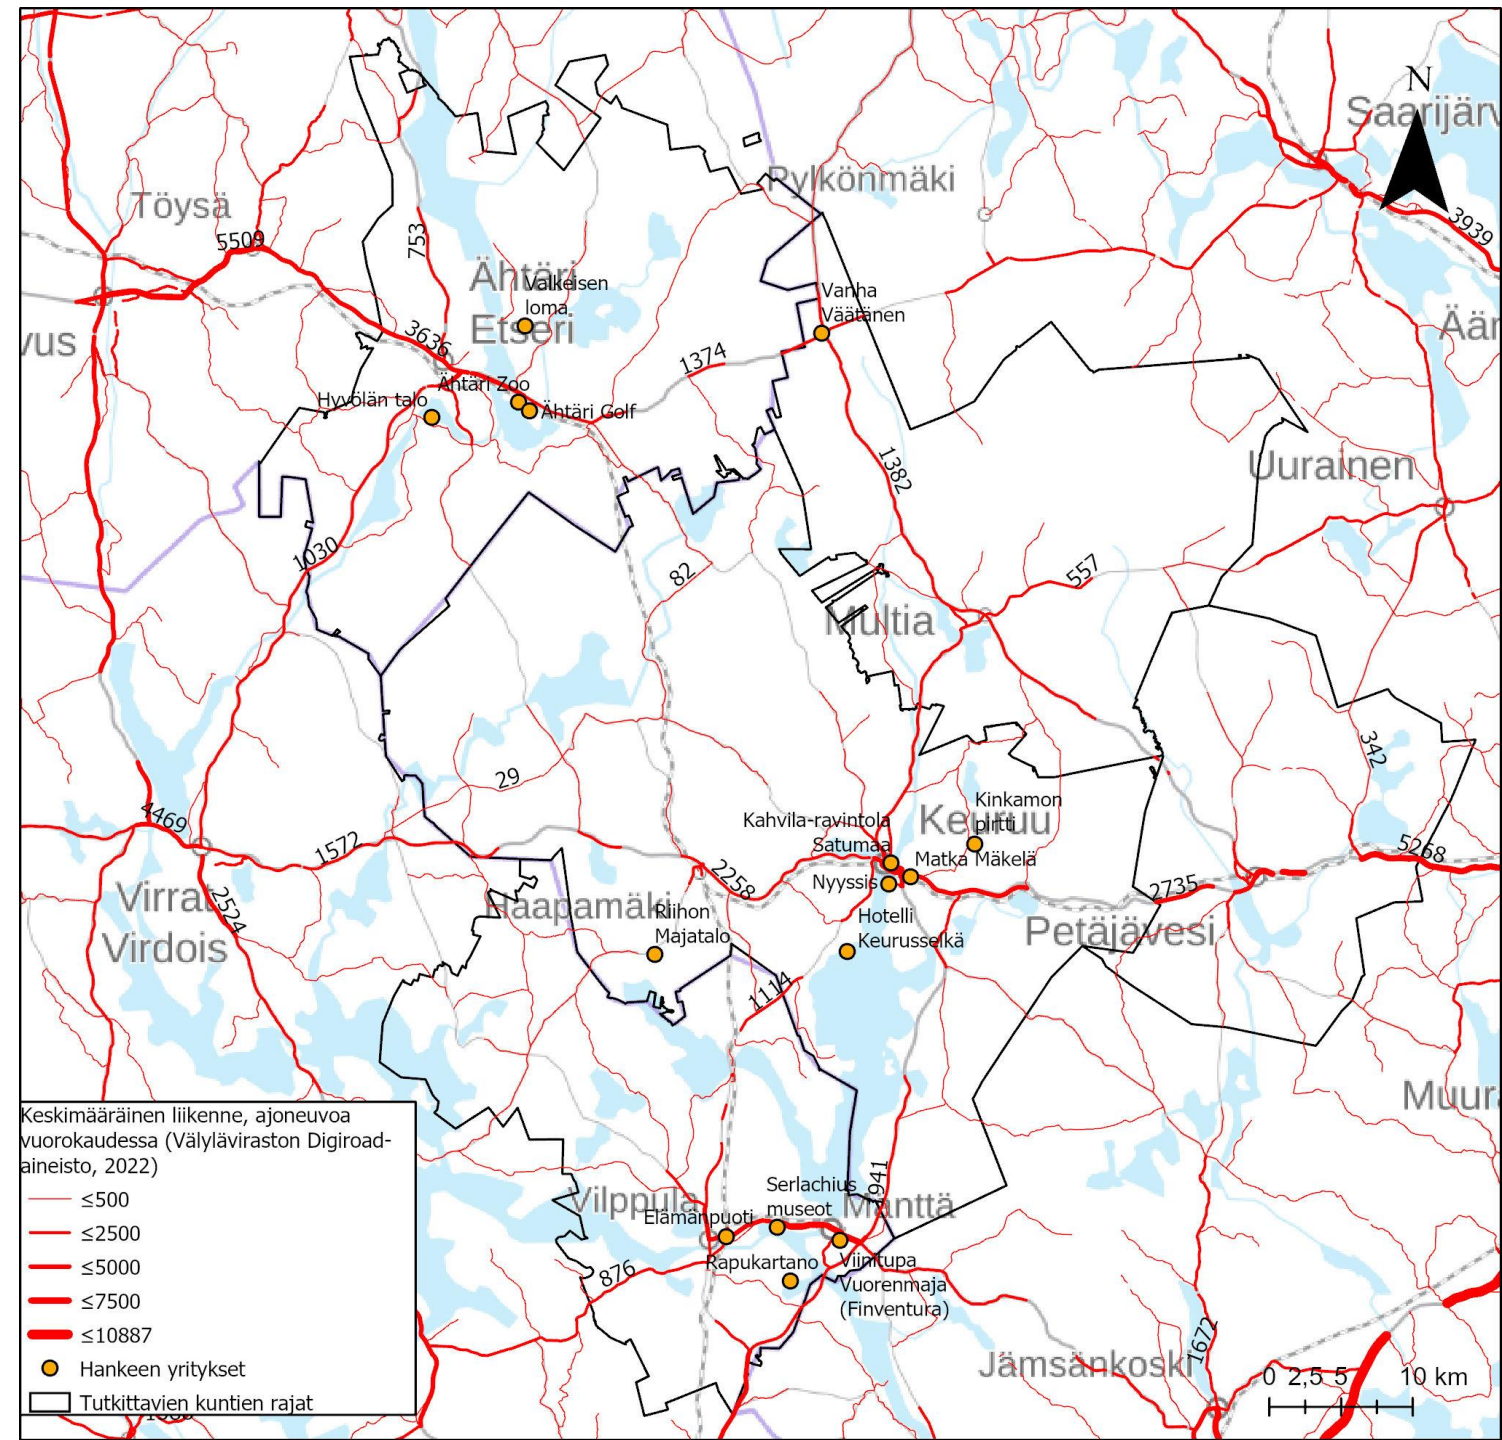 N
Saarijärv
Pylkönmäki
Töysä
5509
3939
753
Ähtäri
Etseri
Valkeisen
loma
Vanha
Väätänen
Äär
vus
3636
1374
Ähtäri Zoo
Hyvölän talo
Ähtäri Golf
1382
Uurainen
1030
82
557
Multia
342
29
4469
1572
2258
Kahvila-ravintola
Satumaa
Keuruu
Kinkamon
pirtti
Matka Mäkelä
Nyyssis
5268
2735
Virrat
Virdois
2524
Haapamäki
Riihon
Majatalo
Hotelli
Keurusselkä
Petäjävesi
1114
Muura
Keskimääräinen liikenne, ajoneuvoa
vuorokaudessa (Välyläviraston Digiroad-
aineisto, 2022)
≤500
≤2500
≤5000
≤7500
≤10887
Hankeen yritykset
Tutkittavien kuntien rajat
Vilppula
Elämänpuoti
Serlachius
museot
1941
Mänttä
876
Rapukartano
Viinitupa
Vuorenmaja
(Finventura)
Jämsänkoski
1672
0 2,5 5 10 km